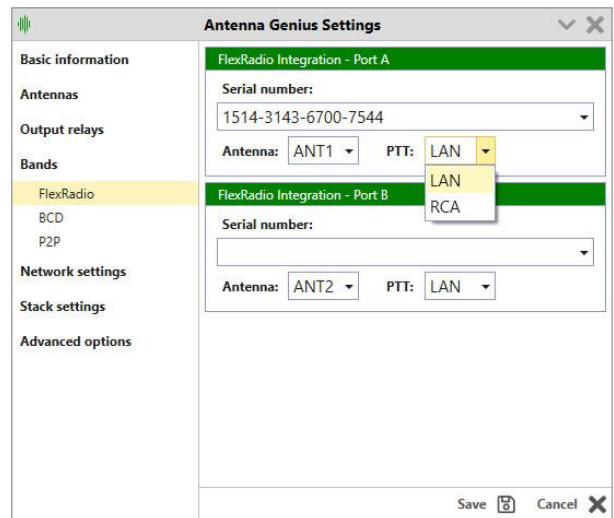 Antenna Genius Settings
Basic information
Antennas
Output relays
Bands
FlexRadio
BCD
P2P
Network settings
Stack settings
Advanced options
FlexRadio Integration - Port A
Serial number:
1514-3143-6700-7544
Antenna: ANT1 PTT: LAN
LAN
RCA
FlexRadio Integration - Port B
Serial number:
Antenna: ANT2 PTT: LAN
Save Cancel